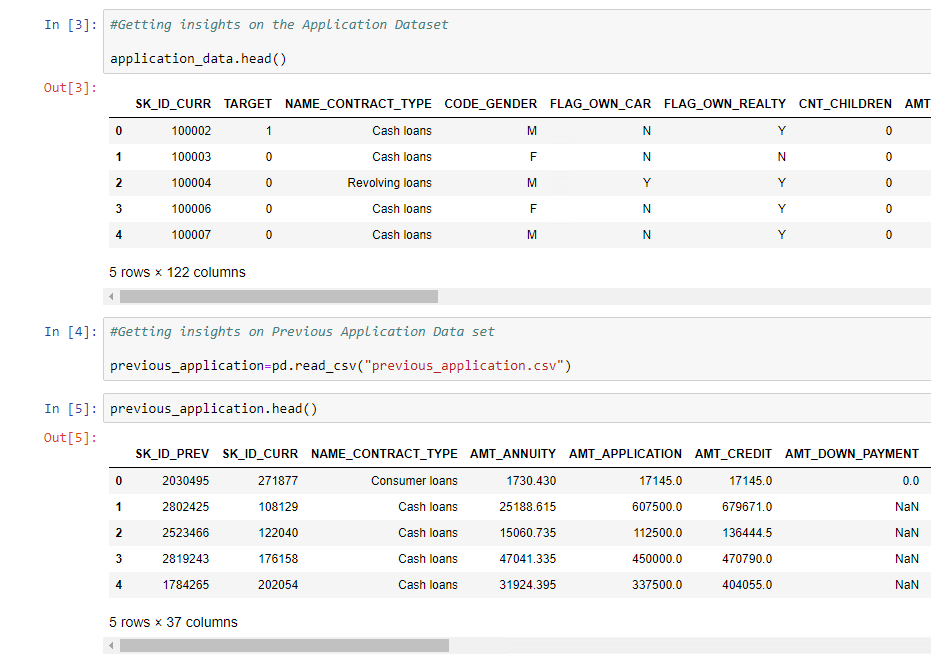 In [3]: #Getting insights on the Application Dataset
application_data.head()
Out[3]:
SK_ID_CURR TARGET NAME_CONTRACT_TYPE CODE_GENDER FLAG_OWN_CAR FLAG_OWN_REALTY CNT_CHILDREN AMT
0 100002 1 Cash loans M N Y 0
1 100003 0 Cash loans F N N 0
2 100004 0 Revolving loans M Y Y 0
3 100006 0 Cash loans F N Y 0
4 100007 0 Cash loans M N Y 0
5 rows × 122 columns
In [4]: #Getting insights on Previous Application Data set
previous_application=pd.read_csv("previous_application.csv")
In [5]: previous_application.head()
Out[5]:
SK_ID_PREV SK_ID_CURR NAME_CONTRACT_TYPE AMT_ANNUITY AMT_APPLICATION AMT_CREDIT AMT_DOWN_PAYMENT
0 2030495 271877 Consumer loans 1730.430 17145.0 17145.0 0.0
1 2802425 108129 Cash loans 25188.615 607500.0 679671.0 NaN
2 2523466 122040 Cash loans 15060.735 112500.0 136444.5 NaN
3 2819243 176158 Cash loans 47041.335 450000.0 470790.0 NaN
4 1784265 202054 Cash loans 31924.395 337500.0 404055.0 NaN
5 rows × 37 columns